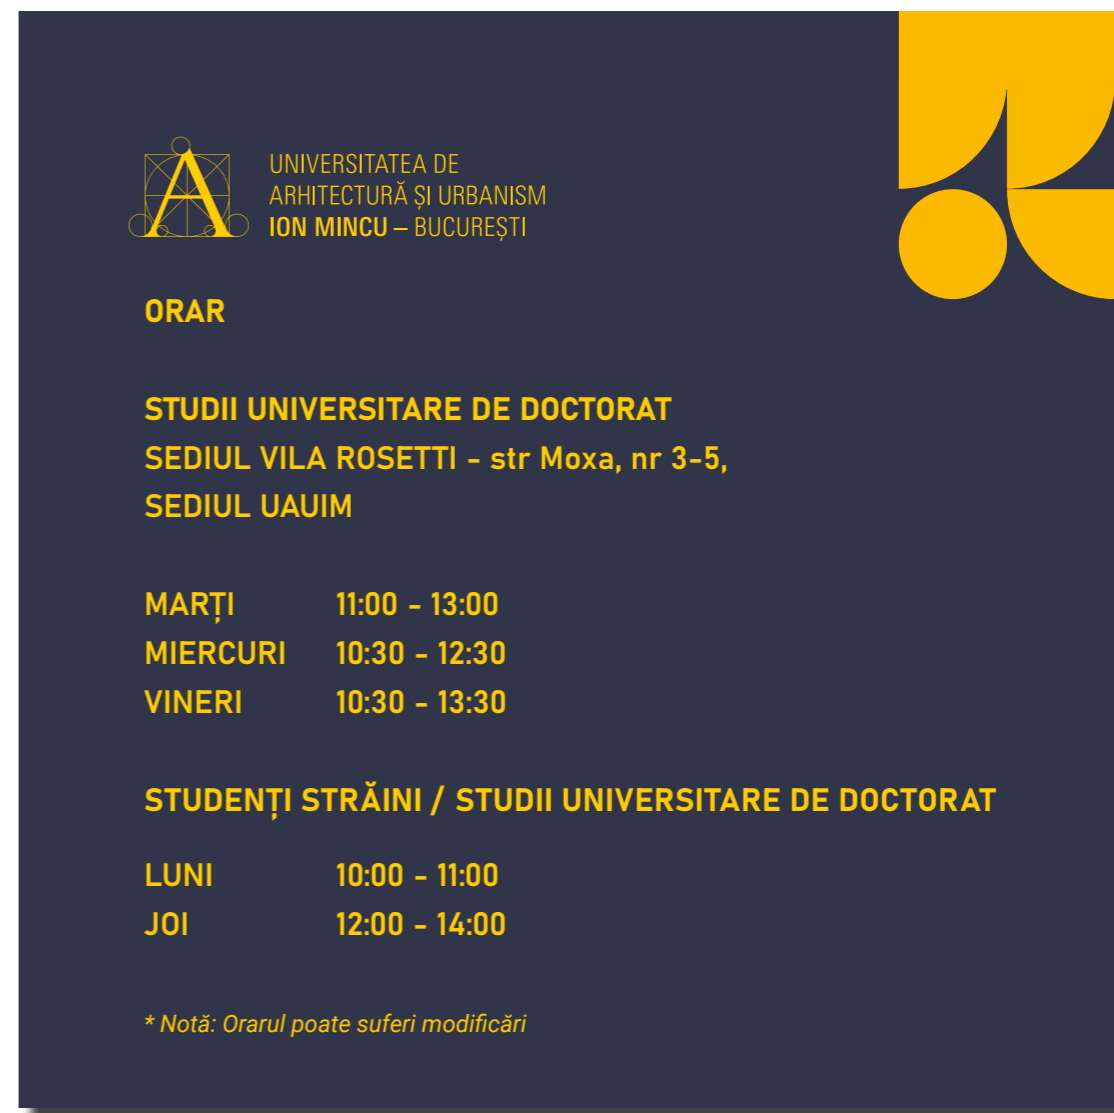 UNIVERSITATEA DE
ARHITECTURĂ ȘI URBANISM
ION MINCU – BUCUREȘTI
ORAR
STUDII UNIVERSITARE DE DOCTORAT
SEDIUL VILA ROSETTI - str Moxa, nr 3-5,
SEDIUL UAUIM
MARȚI 11:00 - 13:00
MIERCURI 10:30 - 12:30
VINERI 10:30 - 13:30
STUDENȚI STRĂINI / STUDII UNIVERSITARE DE DOCTORAT
LUNI 10:00 - 11:00
JOI 12:00 - 14:00
* Notă: Orarul poate suferi modificări